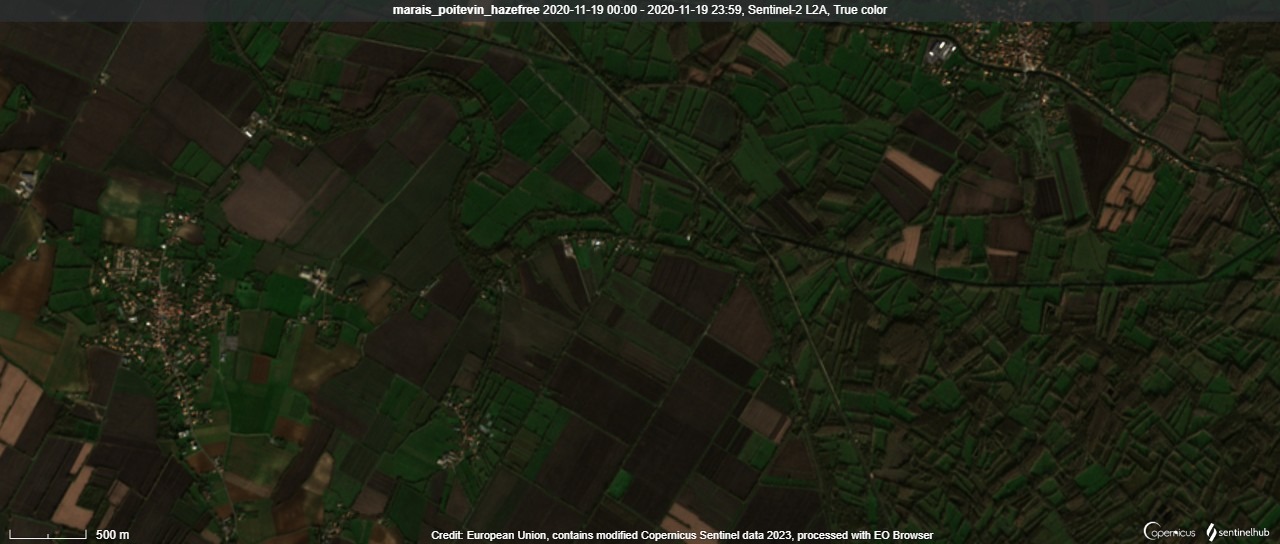 marais_poitevin_hazefree 2020-11-19 00:00 - 2020-11-19 23:59, Sentinel-2 L2A, True color
500 m
Credit: European Union, contains modified Copernicus Sentinel data 2023, processed with EO Browser
opernicus
sentinelhub